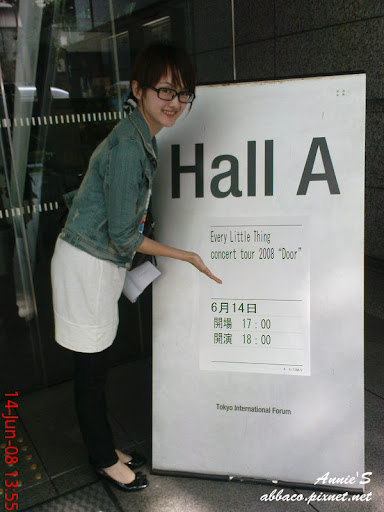 Hall A
Every Little Thing
concert tour 2008 "Door"
6月14日
開場 17:00
開演 18:00
Tokyo International Forum
14-Jun-08 13:55
Annie'S
abbaco.pixnet.net